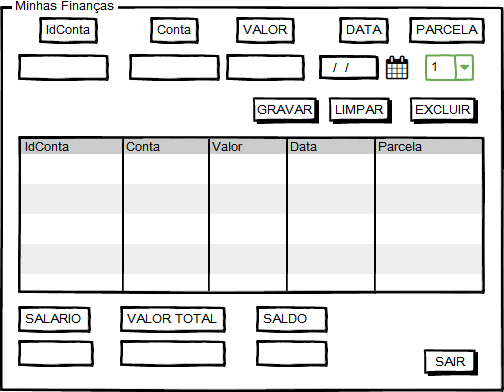 Minhas Finanças
IdConta Conta VALOR DATA PARCELA
/ / 1
GRAVAR LIMPAR EXCLUIR
IdConta Conta Valor Data Parcela
SALARIO VALOR TOTAL SALDO
SAIR